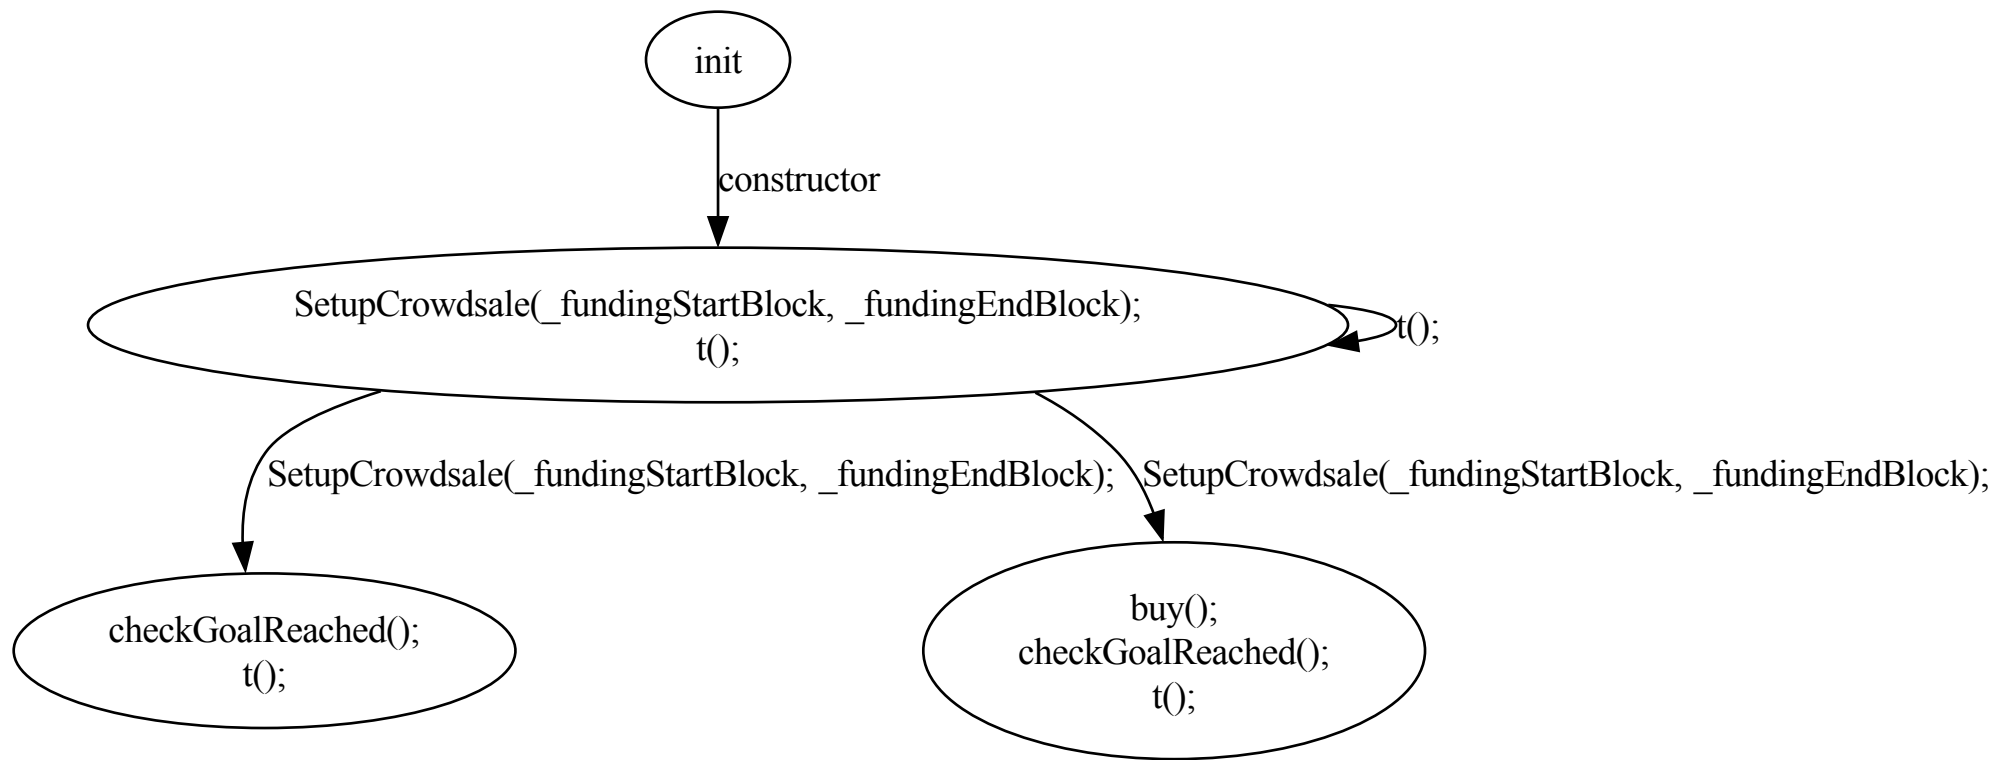 init
constructor
SetupCrowdsale(_fundingStartBlock, _fundingEndBlock);
t();
t();
SetupCrowdsale(_fundingStartBlock, _fundingEndBlock);
SetupCrowdsale(_fundingStartBlock, _fundingEndBlock);
checkGoalReached();
t();
buy();
checkGoalReached();
t();